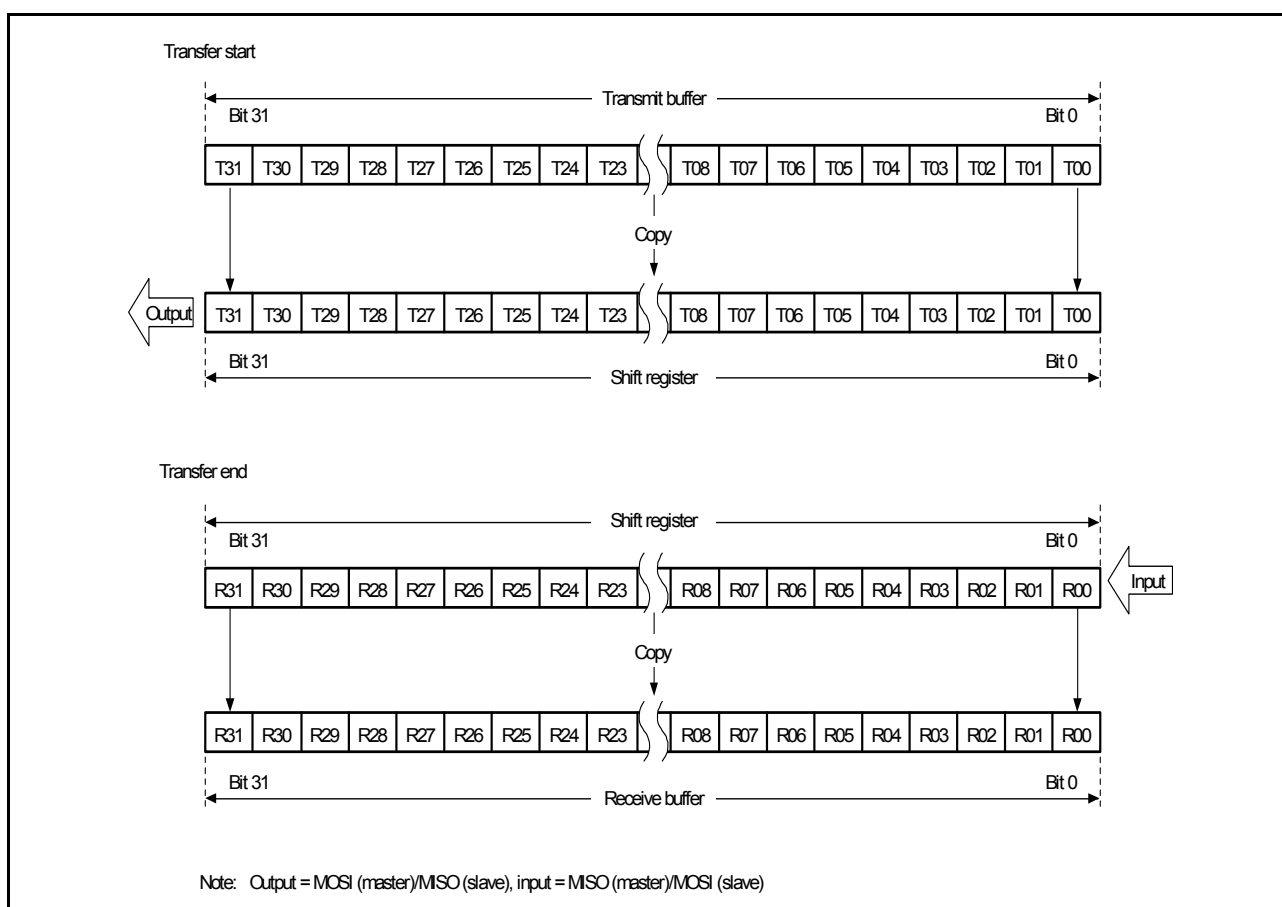 Transfer start
Transmit buffer
Bit 31 Bit 0
T31 T30 T29 T28 T27 T26 T25 T24 T23 T08 T07 T06 T05 T04 T03 T02 T01 T00
Copy
Output T31 T30 T29 T28 T27 T26 T25 T24 T23 T08 T07 T06 T05 T04 T03 T02 T01 T00
Bit 31 Bit 0
Shift register
Transfer end
Shift register
Bit 31 Bit 0
R31 R30 R29 R28 R27 R26 R25 R24 R23 R08 R07 R06 R05 R04 R03 R02 R01 R00 Input
Copy
R31 R30 R29 R28 R27 R26 R25 R24 R23 R08 R07 R06 R05 R04 R03 R02 R01 R00
Bit 31 Bit 0
Receive buffer
Note: Output = MOSI (master)/MISO (slave), input = MISO (master)/MOSI (slave)